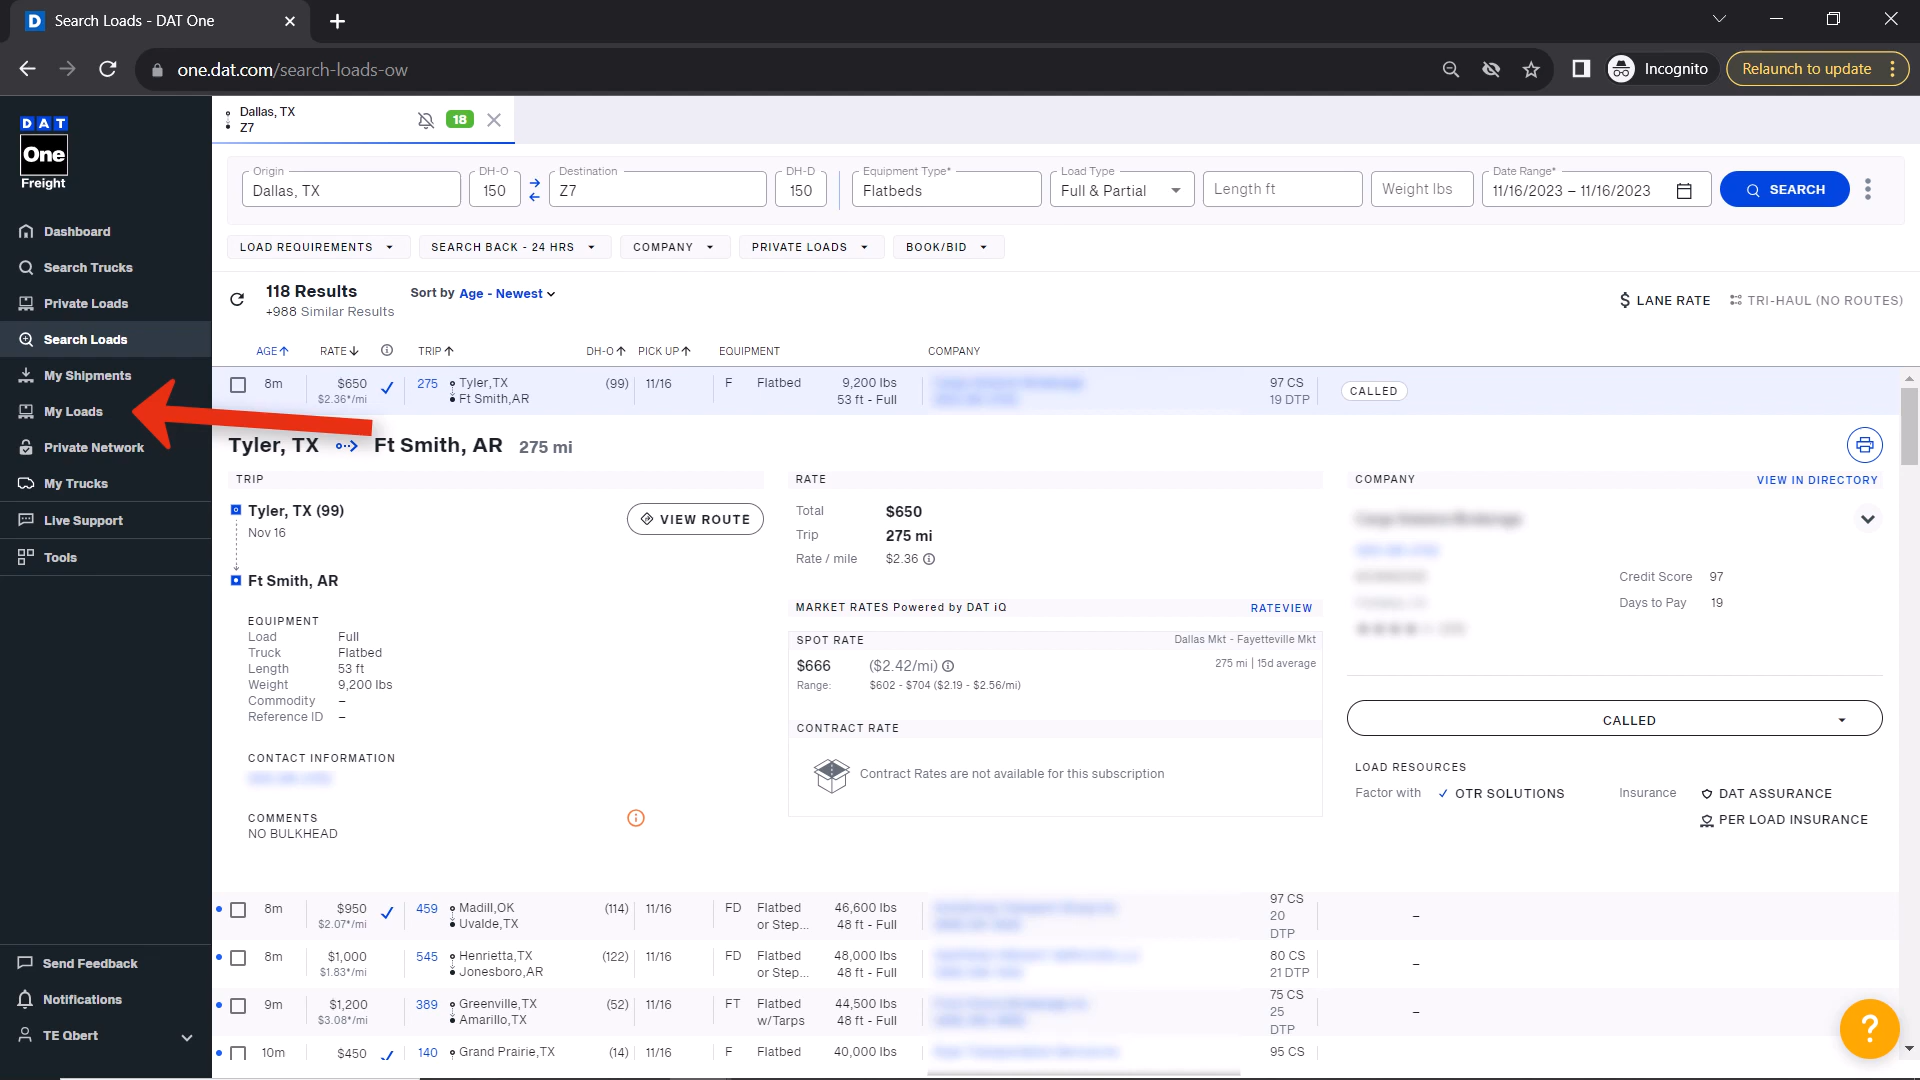 Search Loads - DAT One
one.dat.com/search-loads-ow
Incognito
Relaunch to update
DAT
One
Freight
Dashboard
Search Trucks
Private Loads
Search Loads
My Shipments
My Loads
Private Network
My Trucks
Live Support
Tools
Send Feedback
Notifications
TE Qbert
Dallas, TX
Z7
18
Origin
Dallas, TX
DH-O
150
Destination
Z7
DH-D
150
Equipment Type*
Flatbeds
Load Type
Full & Partial
Length ft
Weight lbs
Date Range*
11/16/2023 – 11/16/2023
SEARCH
LOAD REQUIREMENTS
SEARCH BACK - 24 HRS
COMPANY
PRIVATE LOADS
BOOK/BID
118 Results
+988 Similar Results
Sort by Age - Newest
$ LANE RATE
TRI-HAUL (NO ROUTES)
AGE RATE TRIP DH-O PICK UP EQUIPMENT COMPANY
8m $650 275 Tyler,TX (99) 11/16 F Flatbed 9,200 lbs 97 CS CALLED
$2.36*/mi Ft Smith,AR 53 ft - Full 19 DTP
Tyler, TX Ft Smith, AR 275 mi
TRIP
Tyler, TX (99)
Nov 16
VIEW ROUTE
Ft Smith, AR
EQUIPMENT
Load Full
Truck Flatbed
Length 53 ft
Weight 9,200 lbs
Commodity –
Reference ID –
CONTACT INFORMATION
COMMENTS
NO BULKHEAD
RATE
Total $650
Trip 275 mi
Rate / mile $2.36
MARKET RATES Powered by DAT iQ
RATEVIEW
SPOT RATE
Dallas Mkt - Fayetteville Mkt
$666 ($2.42/mi)
275 mi | 15d average
Range: $602 - $704 ($2.19 - $2.56/mi)
CONTRACT RATE
Contract Rates are not available for this subscription
COMPANY
VIEW IN DIRECTORY
Credit Score 97
Days to Pay 19
CALLED
LOAD RESOURCES
Factor with OTR SOLUTIONS
Insurance DAT ASSURANCE
PER LOAD INSURANCE
8m $950 459 Madill,OK (114) 11/16 FD Flatbed 46,600 lbs 97 CS –
$2.07*/mi Uvalde,TX or Step... 48 ft - Full 20 DTP
8m $1,000 545 Henrietta,TX (122) 11/16 FD Flatbed 48,000 lbs 80 CS –
$1.83*/mi Jonesboro,AR or Step... 48 ft - Full 21 DTP
9m $1,200 389 Greenville,TX (52) 11/16 FT Flatbed 44,500 lbs 75 CS –
$3.08*/mi Amarillo,TX w/Tarps 48 ft - Full 25 DTP
10m $450 140 Grand Prairie,TX (14) 11/16 F Flatbed 40,000 lbs 95 CS
?